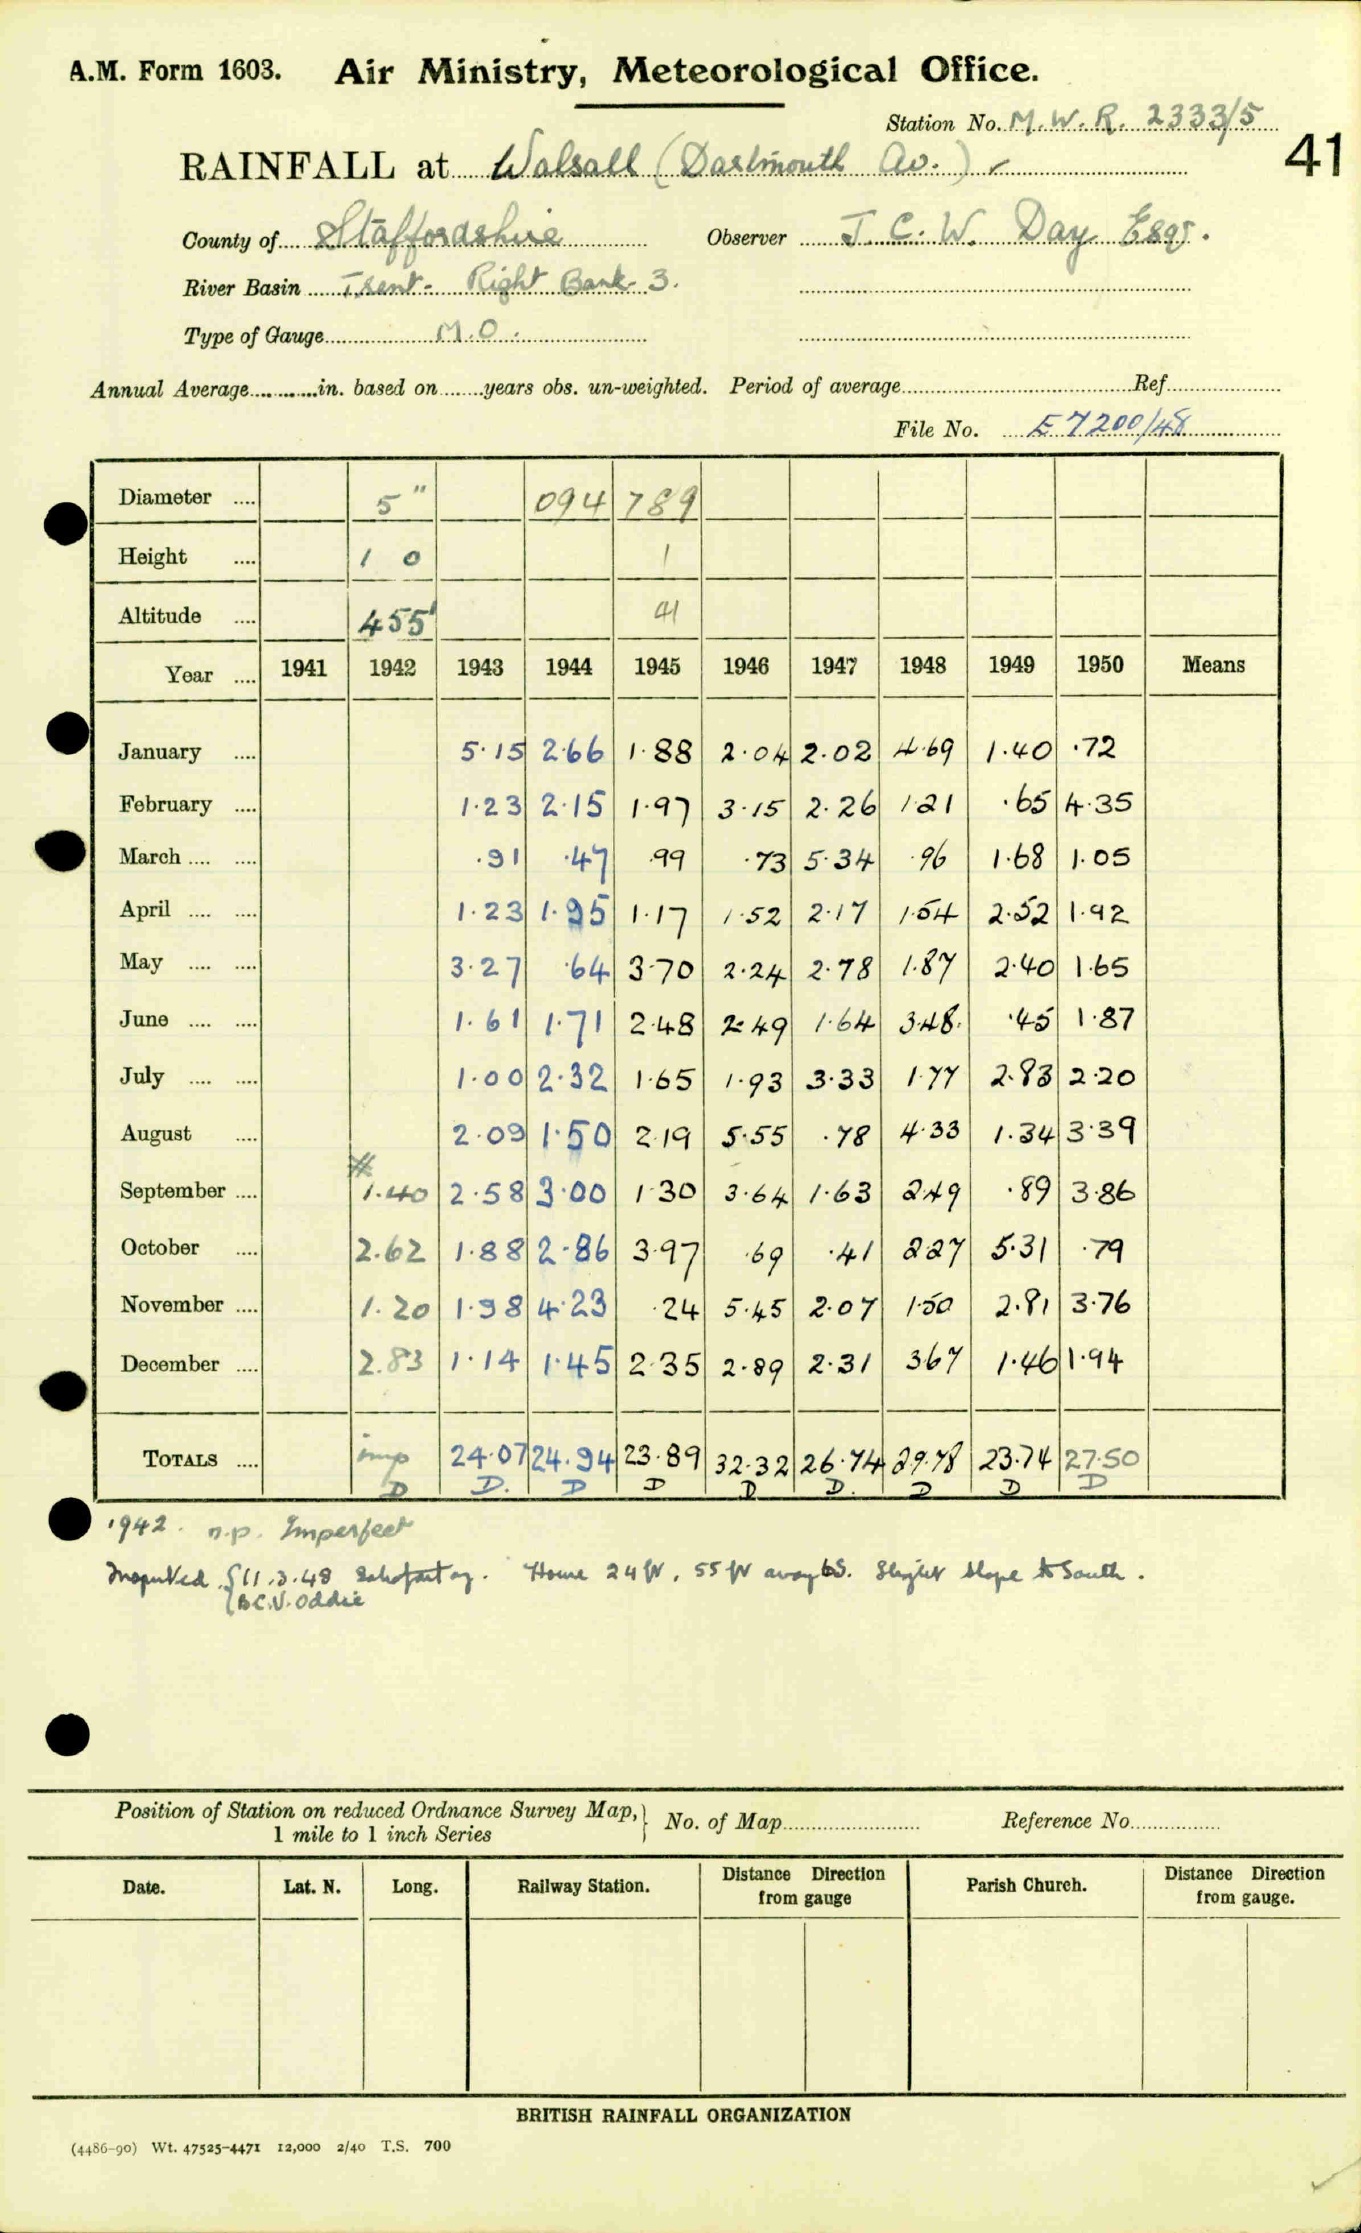 A.M. Form 1603. Air Ministry, Meteorological Office.
Station No. M.W.R. 2333/5
41
RAINFALL at Walsall (Dartmouth Av.) ✓
County of Staffordshire Observer J. C. W. Day Esqr.
River Basin Trent - Right Bank 3.
Type of Gauge M.O.
Annual Average in. based on years obs. un-weighted. Period of average Ref
File No. E7200/48
Diameter .... 5" 094 789
Height .... 1 0 1
Altitude .... 455' 41
Year .... 1941 1942 1943 1944 1945 1946 1947 1948 1949 1950 Means
January .... 5.15 2.66 1.88 2.04 2.02 4.69 1.40 .72
February .... 1.23 2.15 1.97 3.15 2.26 1.21 .65 4.35
March .... .... .91 .47 .99 .73 5.34 .96 1.68 1.05
April .... .... 1.23 1.95 1.17 1.52 2.17 1.54 2.52 1.92
May .... .... 3.27 .64 3.70 2.24 2.78 1.87 2.40 1.65
June .... .... 1.61 1.71 2.48 2.49 1.64 3.48 .45 1.87
July .... .... 1.00 2.32 1.65 1.93 3.33 1.77 2.83 2.20
August .... 2.09 1.50 2.19 5.55 .78 4.33 1.34 3.39
September .... # 1.40 2.58 3.00 1.30 3.64 1.63 2.49 .89 3.86
October .... 2.62 1.88 2.86 3.97 .69 .41 2.27 5.31 .79
November .... 1.20 1.98 4.23 .24 5.45 2.07 1.50 2.81 3.76
December .... 2.83 1.14 1.45 2.35 2.89 2.31 3.67 1.46 1.94
TOTALS .... imp 24.07 24.94 23.89 32.32 26.74 29.78 23.74 27.50
D D. D D D D. D D D
1942. n.p. Imperfect
Inspected {11.3.48 Satisfactory. House 24 ft, 55 ft away Slight slope to South.
B.C.V. Oddie
Position of Station on reduced Ordnance Survey Map, } No. of Map Reference No.
1 mile to 1 inch Series
Date. Lat. N. Long. Railway Station. Distance Direction from gauge Parish Church. Distance Direction from gauge.
BRITISH RAINFALL ORGANIZATION
(4486-90) Wt. 47525-4471 12,000 2/40 T.S. 700